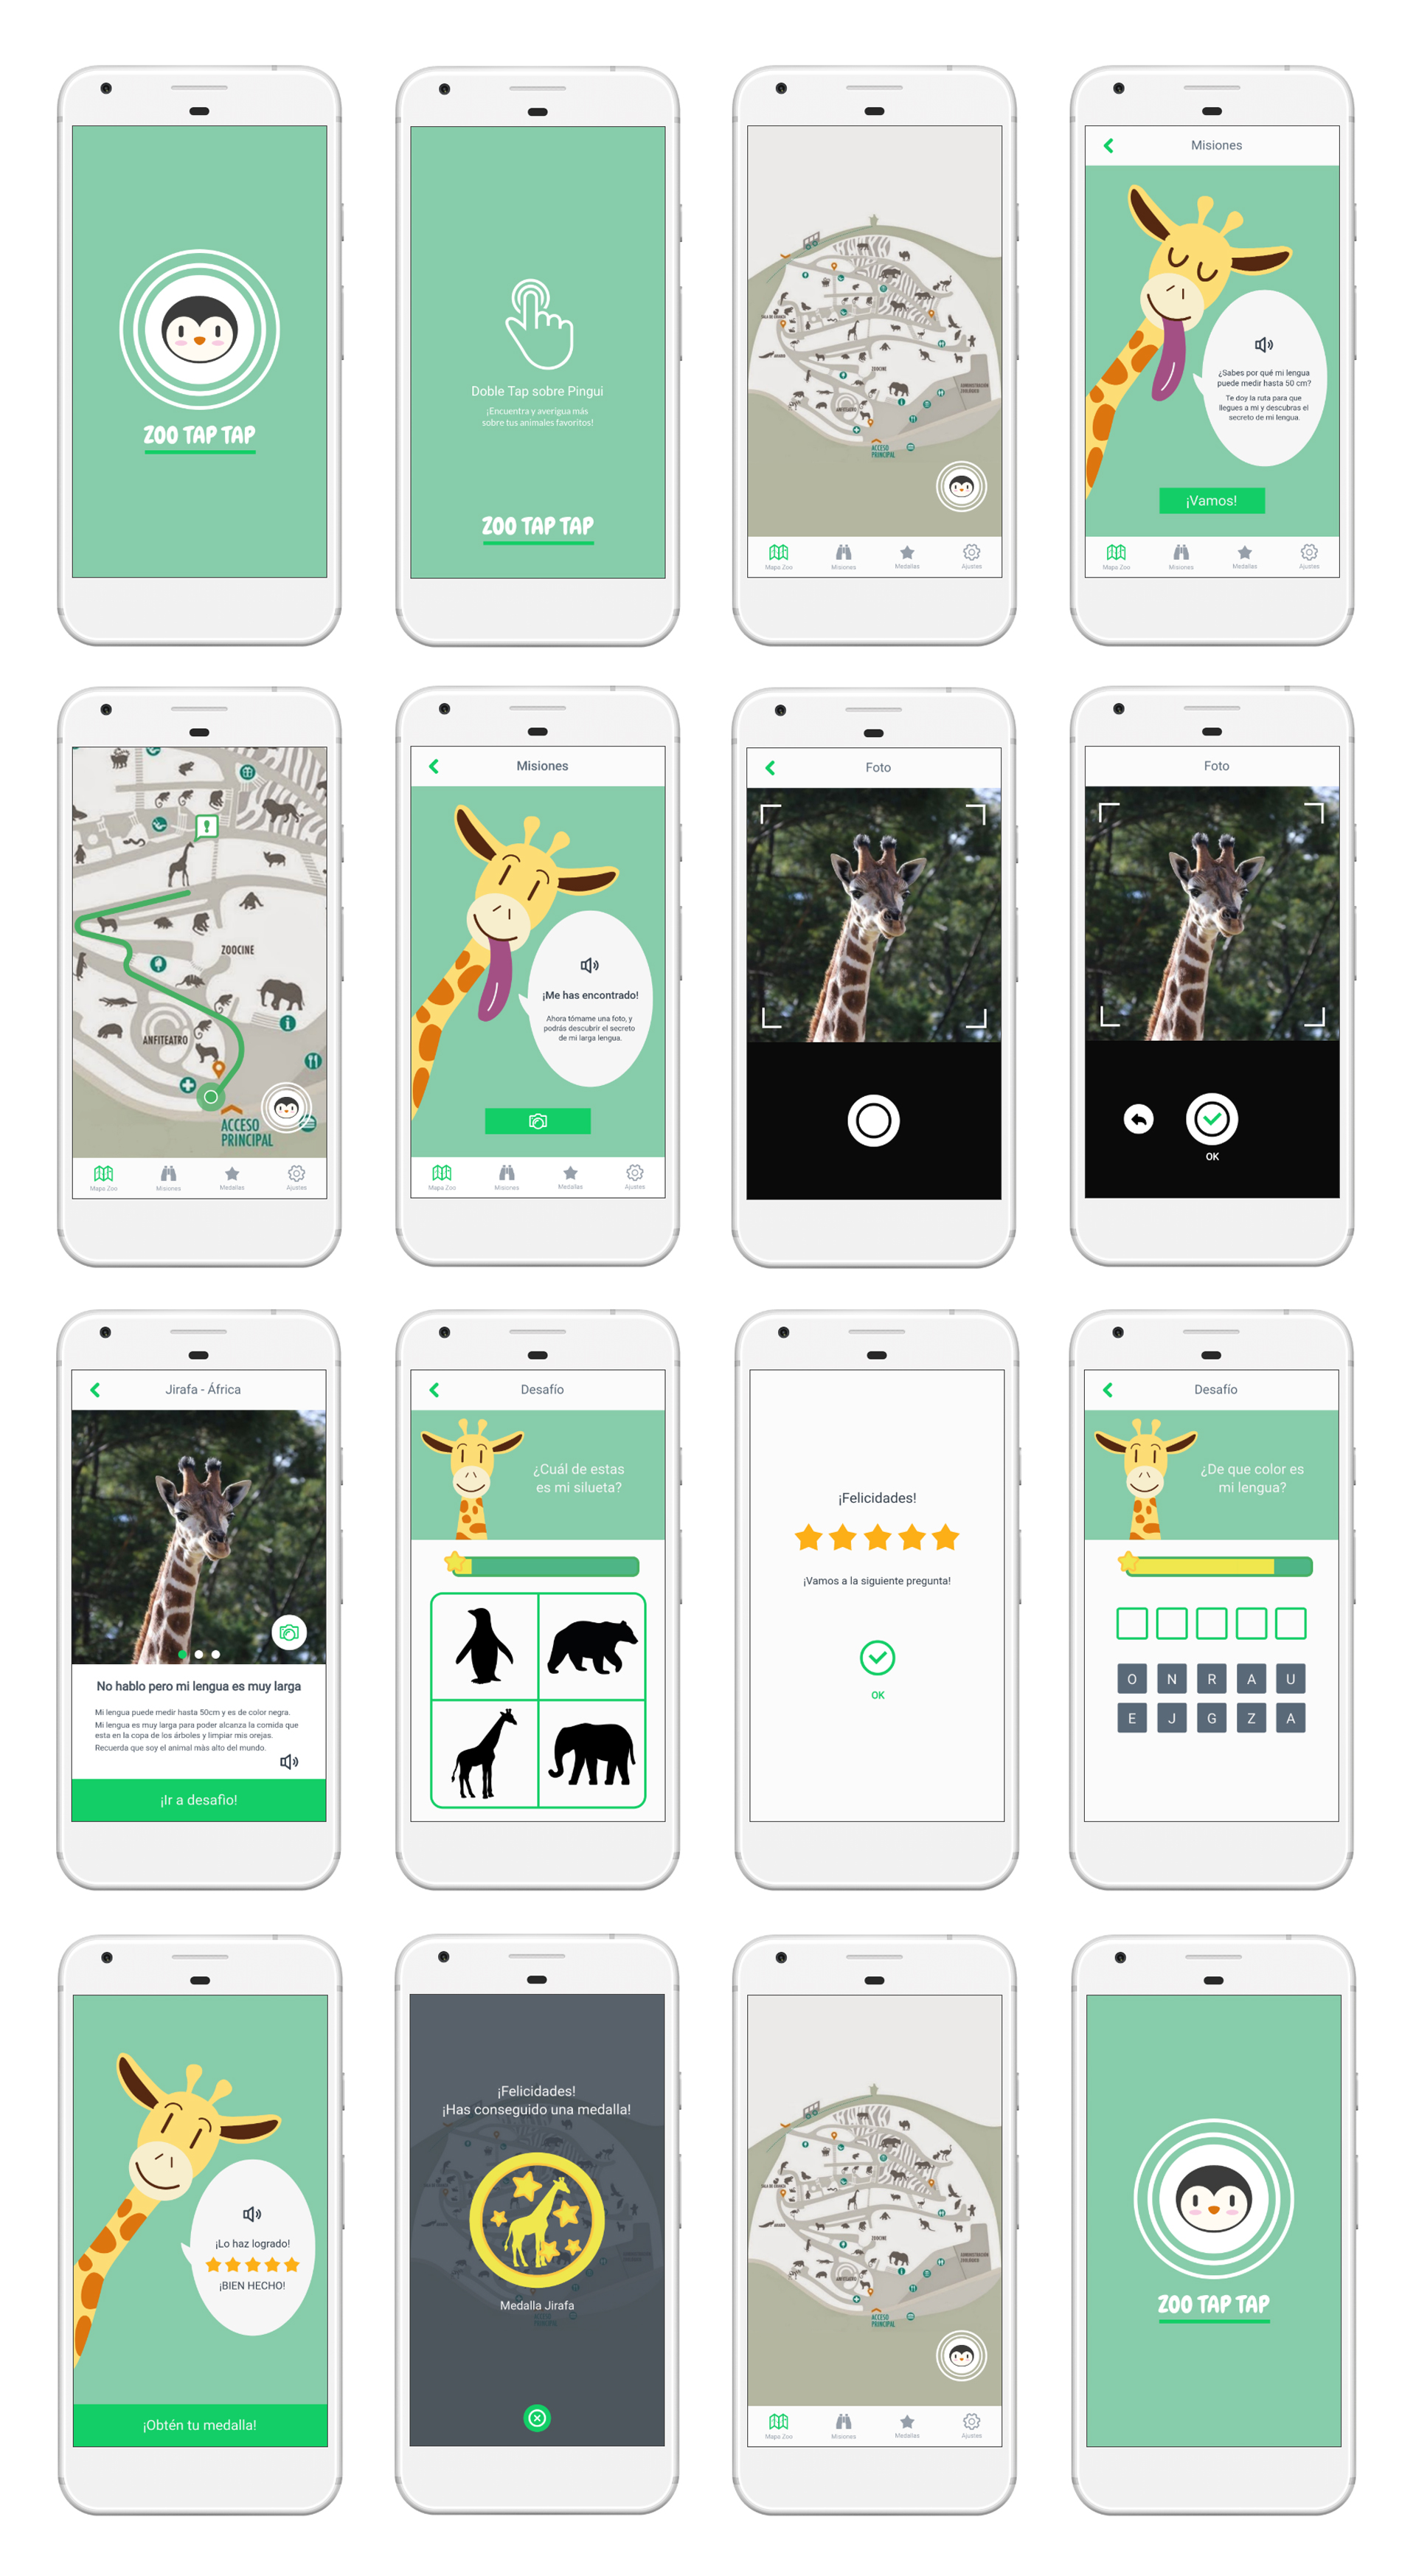 ZOO TAP TAP
Doble Tap sobre Pingui
¡Encuentra y averigua más
sobre tus animales favoritos!
ZOO TAP TAP
ZOOCINE
ANFITEATRO
ACCESO
PRINCIPAL
Mapa Zoo
Misiones
Medallas
Ajustes
Misiones
¿Sabes por qué mi lengua
puede medir hasta 50 cm?
Te doy la ruta para que
llegues a mi y descubras el
secreto de mi lengua.
¡Vamos!
Mapa Zoo
Misiones
Medallas
Ajustes
ZOOCINE
ANFITEATRO
ACCESO
PRINCIPAL
Mapa Zoo
Misiones
Medallas
Ajustes
Misiones
¡Me has encontrado!
Ahora tómame una foto, y
podrás descubrir el secreto
de mi larga lengua.
Mapa Zoo
Misiones
Medallas
Ajustes
Foto
Foto
OK
Jirafa - África
No hablo pero mi lengua es muy larga
Mi lengua puede medir hasta 50cm y es de color negra.
Mi lengua es muy larga para poder alcanza la comida que
esta en la copa de los árboles y limpiar mis orejas.
Recuerda que soy el animal màs alto del mundo.
¡Ir a desafio!
Desafío
¿Cuál de estas
es mi silueta?
¡Felicidades!
¡Vamos a la siguiente pregunta!
OK
Desafío
¿De que color es
mi lengua?
O N R A U
E J G Z A
¡Lo haz logrado!
¡BIEN HECHO!
¡Obtén tu medalla!
¡Felicidades!
¡Has conseguido una medalla!
Medalla Jirafa
ZOOCINE
ANFITEATRO
ACCESO
PRINCIPAL
Mapa Zoo
Misiones
Medallas
Ajustes
ZOO TAP TAP